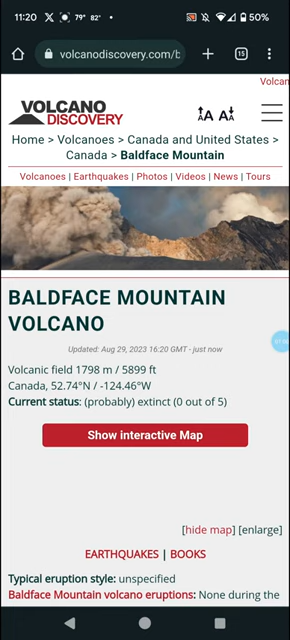 11:20 79° 82° • 50%
volcanodiscovery.com/b
15
Volcan
VOLCANO
DISCOVERY
A A
Home > Volcanoes > Canada and United States >
Canada > Baldface Mountain
Volcanoes | Earthquakes | Photos | Videos | News | Tours
BALDFACE MOUNTAIN
VOLCANO
Updated: Aug 29, 2023 16:20 GMT - just now
Volcanic field 1798 m / 5899 ft
Canada, 52.74°N / -124.46°W
Current status: (probably) extinct (0 out of 5)
Show interactive Map
[hide map] [enlarge]
EARTHQUAKES | BOOKS
Typical eruption style: unspecified
Baldface Mountain volcano eruptions: None during the